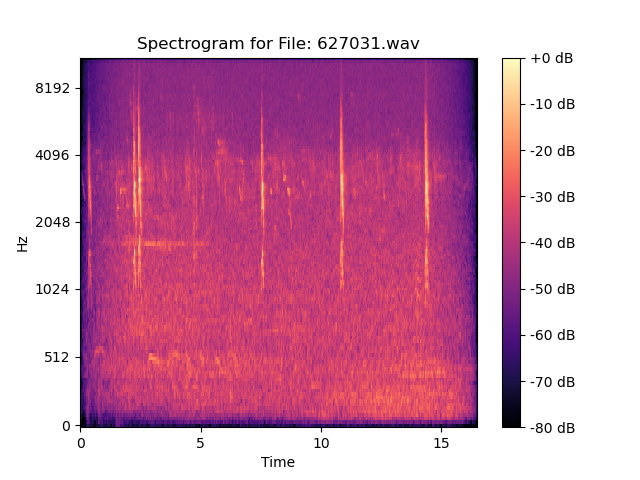 Spectrogram for File: 627031.wav
Hz
8192
4096
2048
1024
512
0
0 5 10 15
Time
+0 dB
-10 dB
-20 dB
-30 dB
-40 dB
-50 dB
-60 dB
-70 dB
-80 dB